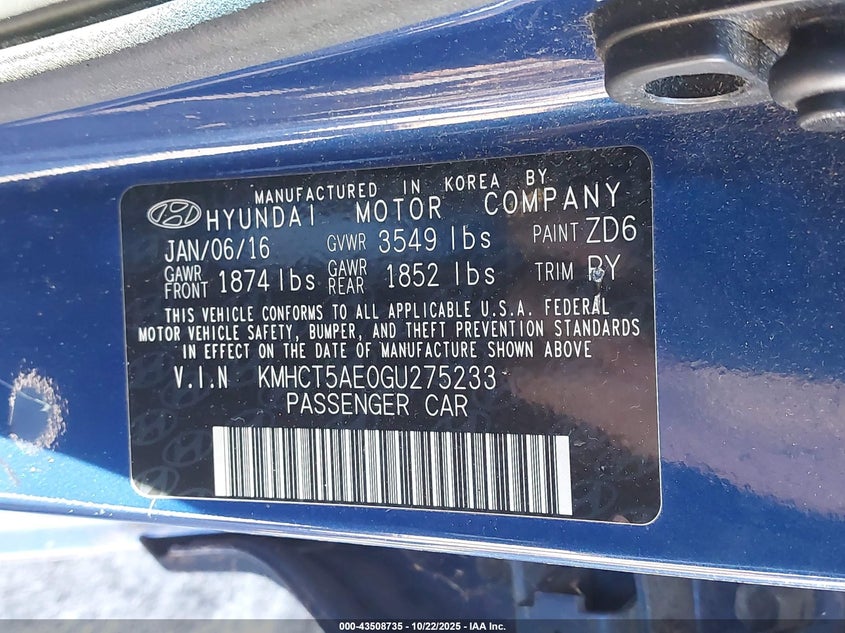 MANUFACTURED IN KOREA BY
HYUNDAI MOTOR COMPANY
JAN/06/16 GVWR 3549 lbs PAINT ZD6
GAWR FRONT 1874 lbs GAWR REAR 1852 lbs TRIM RY
THIS VEHICLE CONFORMS TO ALL APPLICABLE U.S.A. FEDERAL
MOTOR VEHICLE SAFETY, BUMPER, AND THEFT PREVENTION STANDARDS
IN EFFECT ON THE DATE OF MANUFACTURE SHOWN ABOVE
V.I.N KMHCT5AE0GU275233
PASSENGER CAR
000-43508735 - 10/22/2025 - IAA Inc.